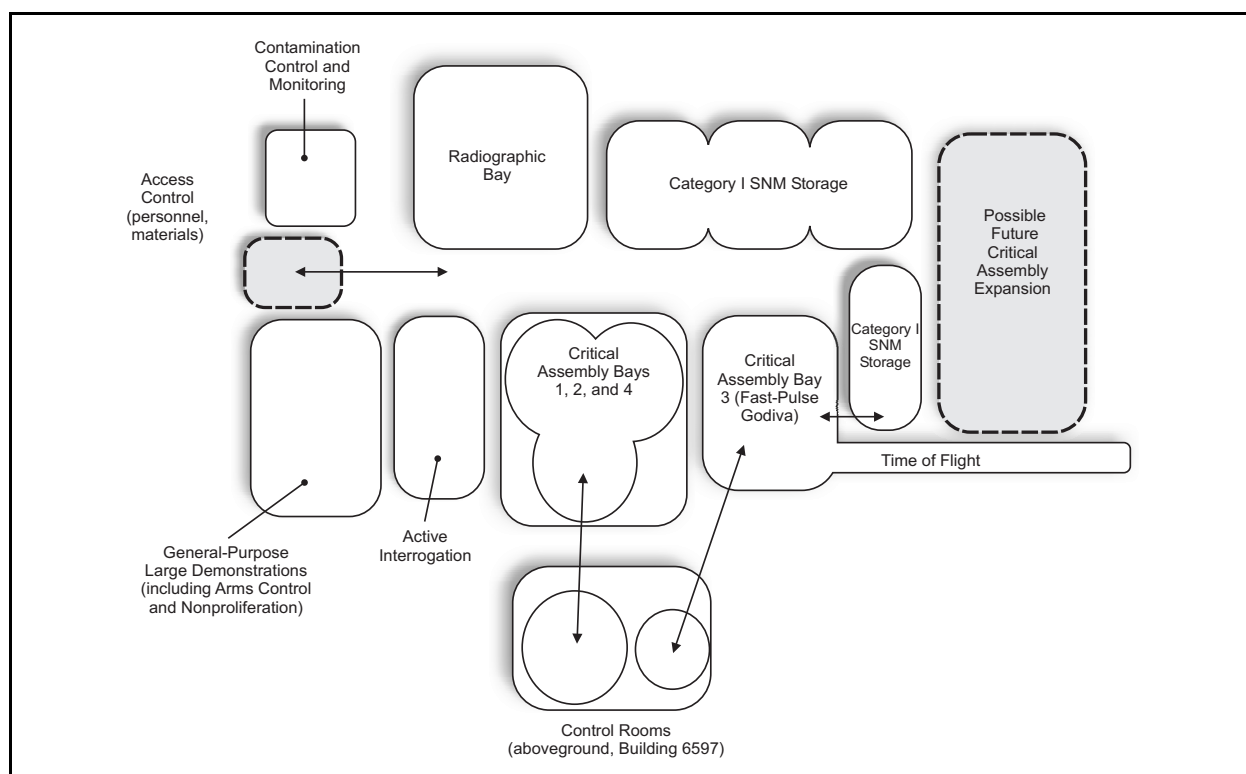 Contamination
Control and
Monitoring
Radiographic
Bay
Category I SNM Storage
Access
Control
(personnel,
materials)
Possible
Future
Critical
Assembly
Expansion
Category I
SNM
Storage
Critical
Assembly Bays
1, 2, and 4
Critical
Assembly Bay
3 (Fast-Pulse
Godiva)
Time of Flight
Active
Interrogation
General-Purpose
Large Demonstrations
(including Arms Control
and Nonproliferation)
Control Rooms
(aboveground, Building 6597)